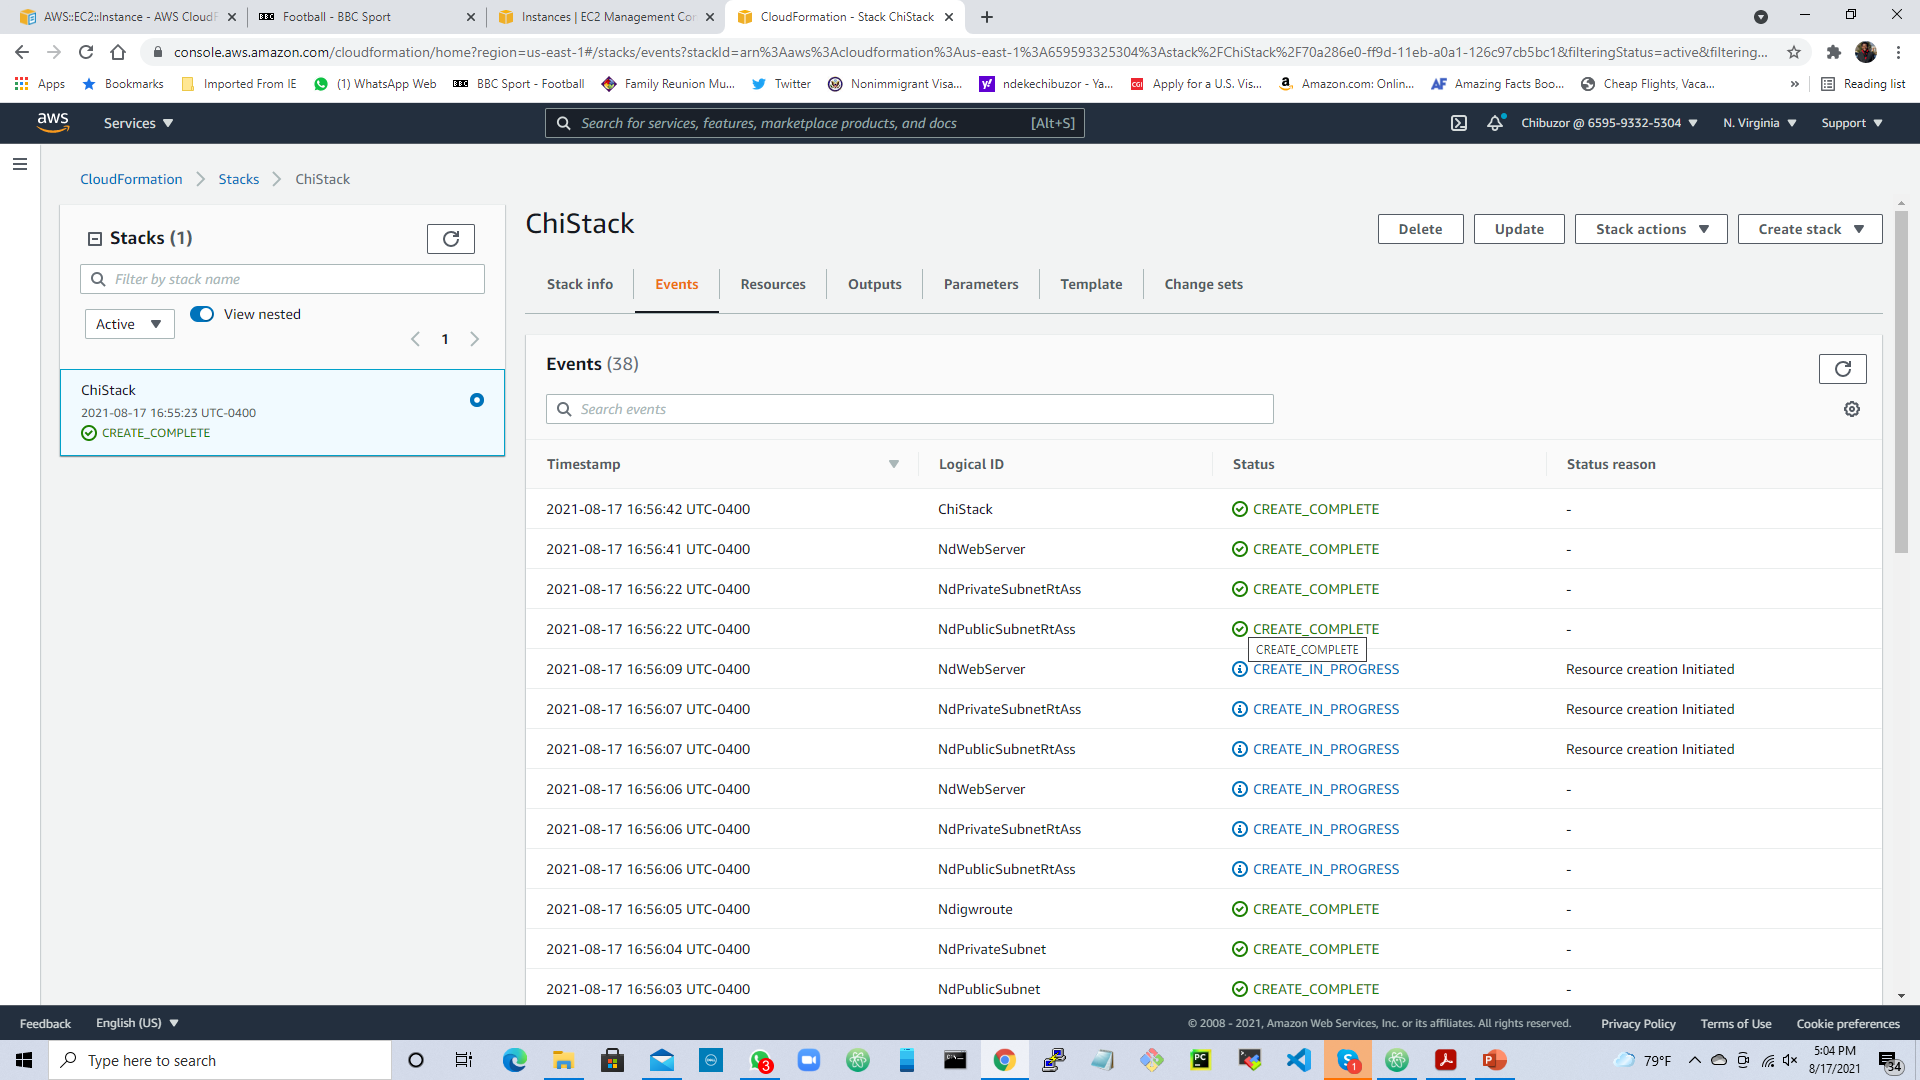 AWS::EC2::Instance - AWS CloudF
BBC Football - BBC Sport
Instances | EC2 Management Con
CloudFormation - Stack ChiStack
console.aws.amazon.com/cloudformation/home?region=us-east-1#/stacks/events?stackId=arn%3Aaws%3Acloudformation%3Aus-east-1%3A659593325304%3Astack%2FChiStack%2F70a286e0-ff9d-11eb-a0a1-126c97cb5bc1&filteringStatus=active&filtering...
Apps
Bookmarks
Imported From IE
(1) WhatsApp Web
BBC BBC Sport - Football
Family Reunion Mu...
Twitter
Nonimmigrant Visa...
ndekechibuzor - Ya...
CGI Apply for a U.S. Vis...
Amazon.com: Onlin...
AF Amazing Facts Boo...
Cheap Flights, Vaca...
»
Reading list
aws
Services
Search for services, features, marketplace products, and docs [Alt+S]
Chibuzor @ 6595-9332-5304
N. Virginia
Support
CloudFormation > Stacks > ChiStack
Stacks (1)
Filter by stack name
Active
View nested
1
ChiStack
2021-08-17 16:55:23 UTC-0400
CREATE_COMPLETE
ChiStack
Delete
Update
Stack actions
Create stack
Stack info
Events
Resources
Outputs
Parameters
Template
Change sets
Events (38)
Search events
Timestamp Logical ID Status Status reason
2021-08-17 16:56:42 UTC-0400 ChiStack CREATE_COMPLETE -
2021-08-17 16:56:41 UTC-0400 NdWebServer CREATE_COMPLETE -
2021-08-17 16:56:22 UTC-0400 NdPrivateSubnetRtAss CREATE_COMPLETE -
2021-08-17 16:56:22 UTC-0400 NdPublicSubnetRtAss CREATE_COMPLETE -
CREATE_COMPLETE
2021-08-17 16:56:09 UTC-0400 NdWebServer CREATE_IN_PROGRESS Resource creation Initiated
2021-08-17 16:56:07 UTC-0400 NdPrivateSubnetRtAss CREATE_IN_PROGRESS Resource creation Initiated
2021-08-17 16:56:07 UTC-0400 NdPublicSubnetRtAss CREATE_IN_PROGRESS Resource creation Initiated
2021-08-17 16:56:06 UTC-0400 NdWebServer CREATE_IN_PROGRESS -
2021-08-17 16:56:06 UTC-0400 NdPrivateSubnetRtAss CREATE_IN_PROGRESS -
2021-08-17 16:56:06 UTC-0400 NdPublicSubnetRtAss CREATE_IN_PROGRESS -
2021-08-17 16:56:05 UTC-0400 Ndigwroute CREATE_COMPLETE -
2021-08-17 16:56:04 UTC-0400 NdPrivateSubnet CREATE_COMPLETE -
2021-08-17 16:56:03 UTC-0400 NdPublicSubnet CREATE_COMPLETE -
Feedback
English (US)
© 2008 - 2021, Amazon Web Services, Inc. or its affiliates. All rights reserved.
Privacy Policy
Terms of Use
Cookie preferences
Type here to search
DELL
3
PC
1
79°F
5:04 PM
8/17/2021
34